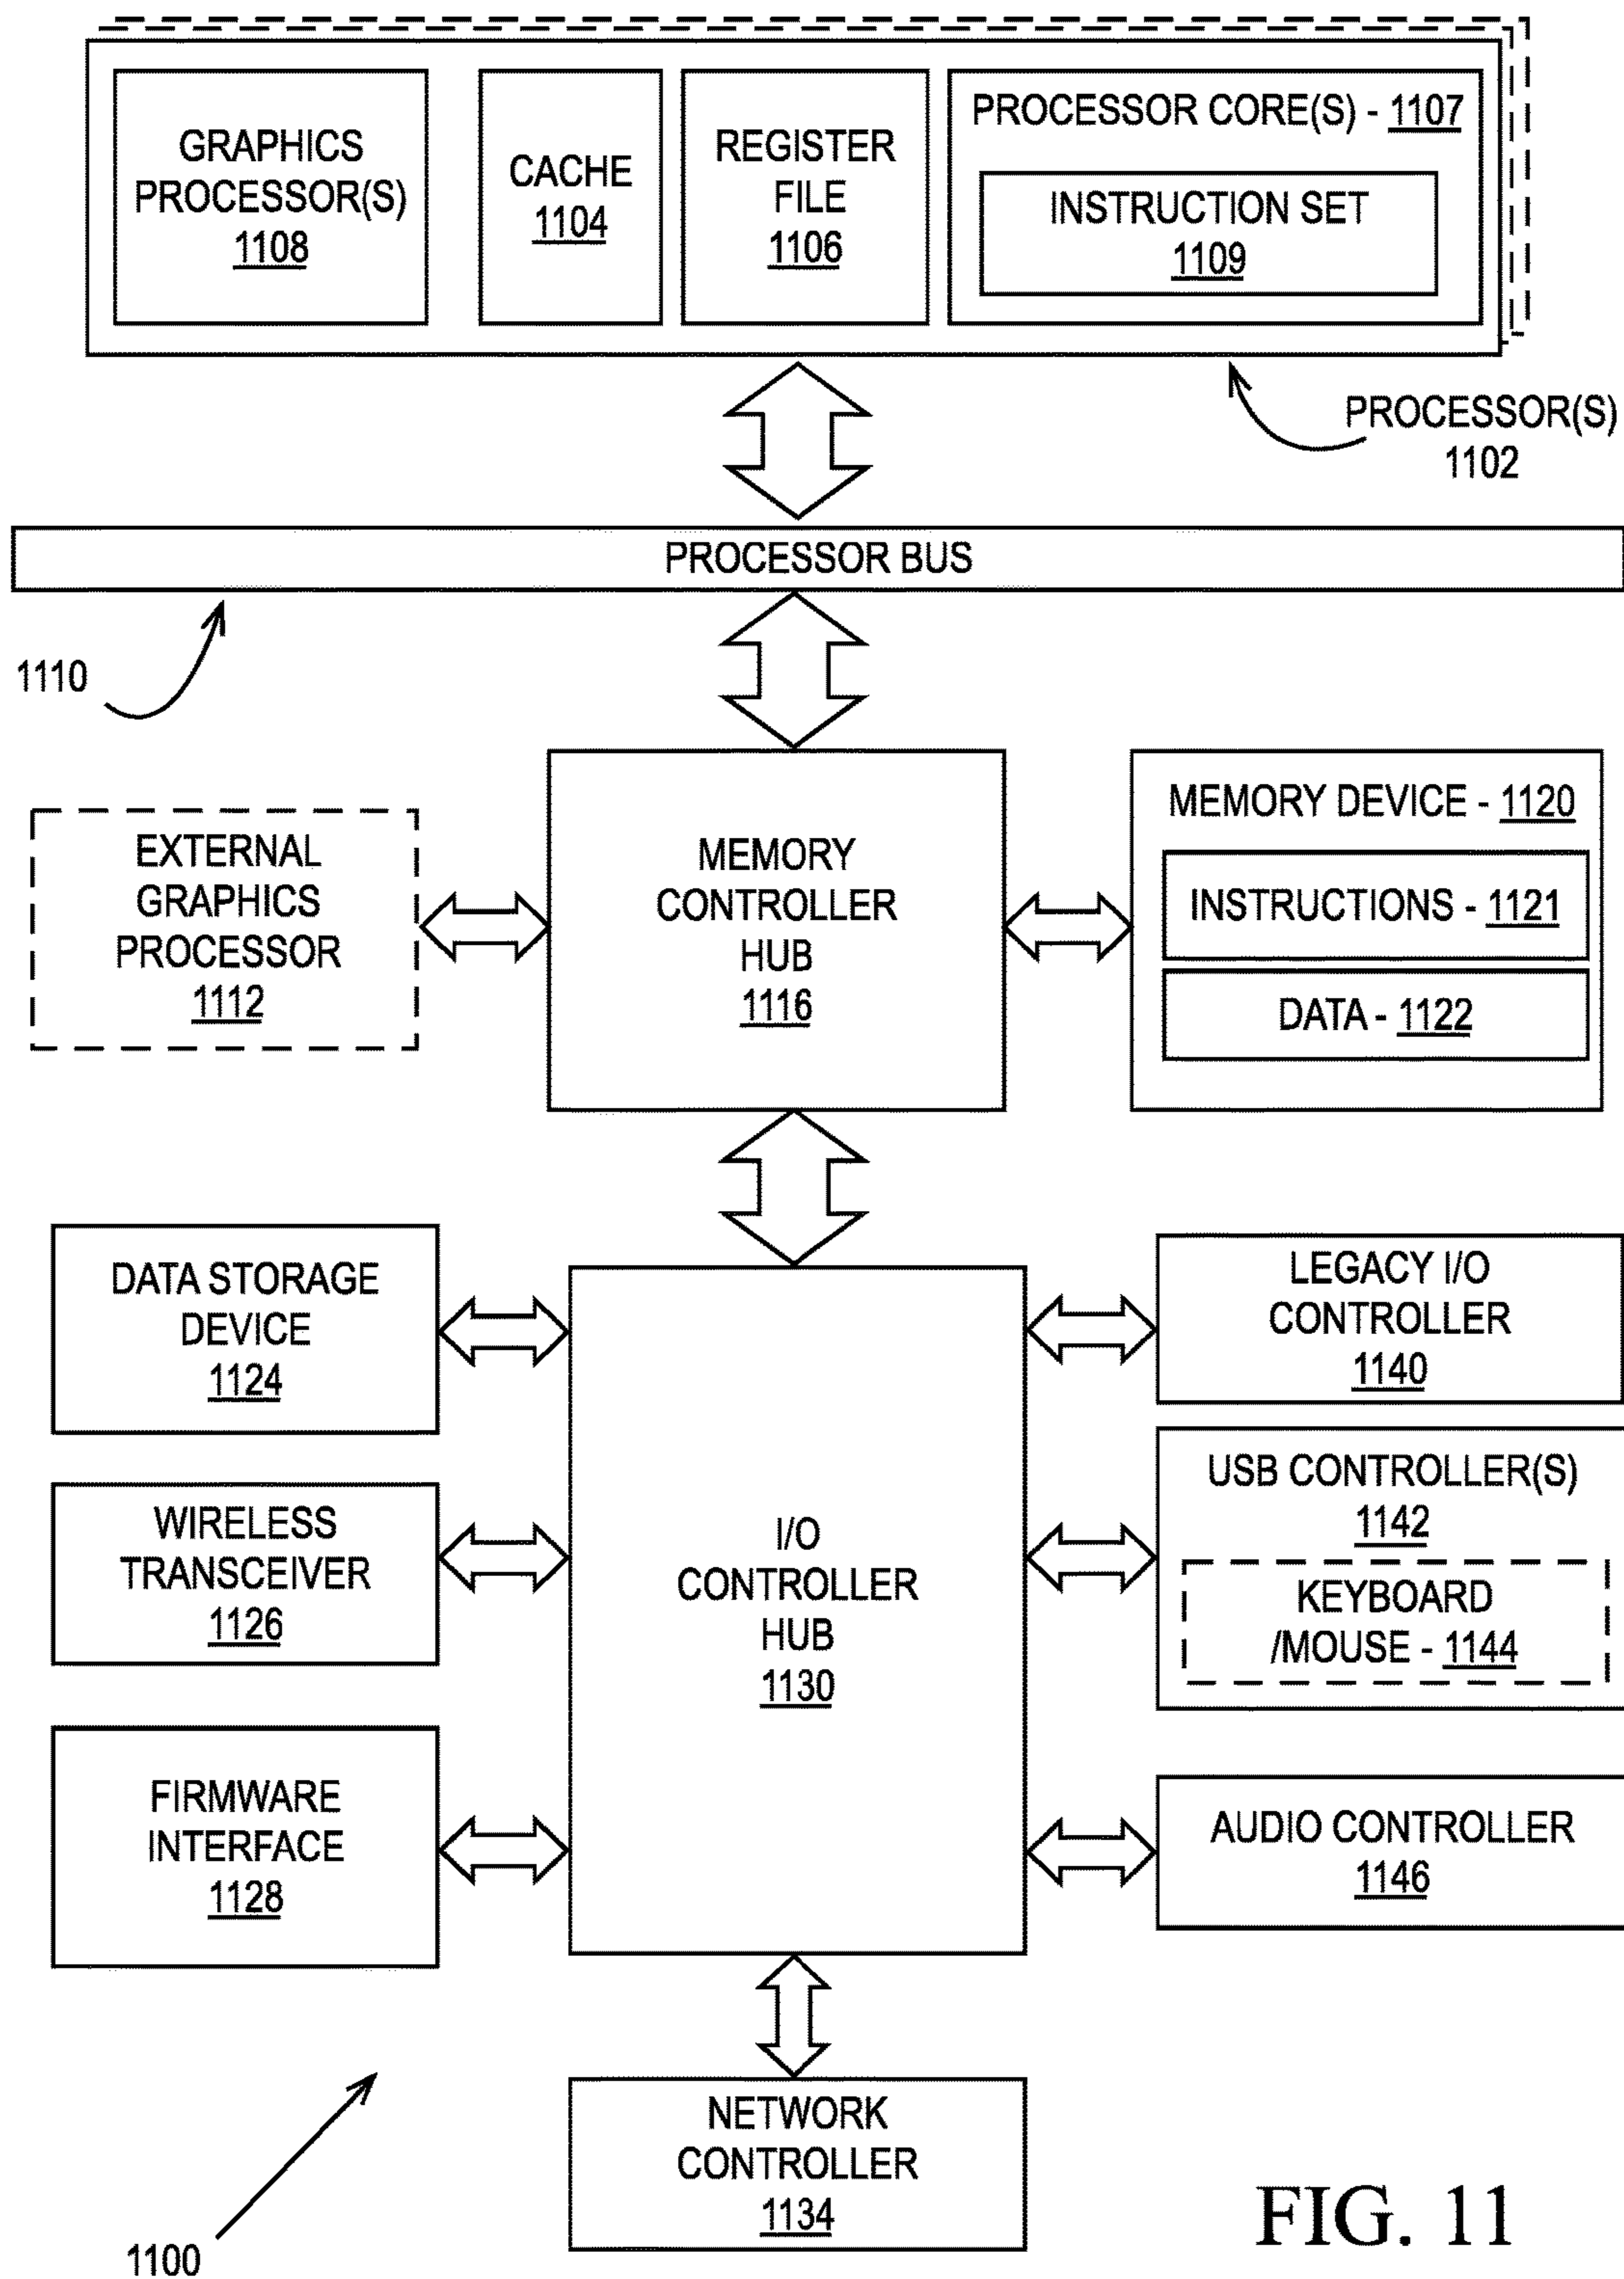 GRAPHICS
PROCESSOR(S)
1108
CACHE
1104
REGISTER
FILE
1106
PROCESSOR CORE(S) - 1107
INSTRUCTION SET
1109
PROCESSOR(S)
1102
PROCESSOR BUS
1110
EXTERNAL
GRAPHICS
PROCESSOR
1112
MEMORY
CONTROLLER
HUB
1116
MEMORY DEVICE - 1120
INSTRUCTIONS - 1121
DATA - 1122
DATA STORAGE
DEVICE
1124
WIRELESS
TRANSCEIVER
1126
FIRMWARE
INTERFACE
1128
I/O
CONTROLLER
HUB
1130
LEGACY I/O
CONTROLLER
1140
USB CONTROLLER(S)
1142
KEYBOARD
/MOUSE - 1144
AUDIO CONTROLLER
1146
NETWORK
CONTROLLER
1134
1100
FIG. 11